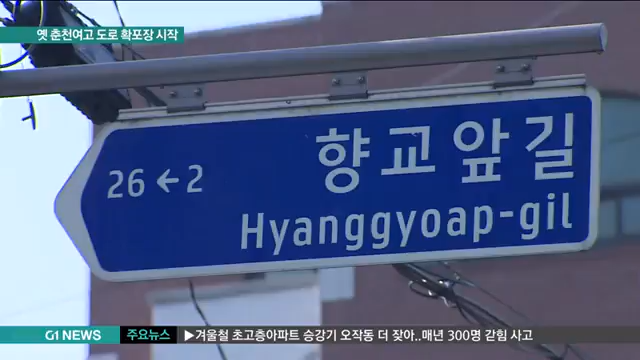 옛 춘천여고 도로 확포장 시작
향교앞길
26 ← 2
Hyanggyoap-gil
G1 NEWS 주요뉴스 ▶겨울철 초고층아파트 승강기 오작동 더 잦아..매년 300명 갇힘 사고